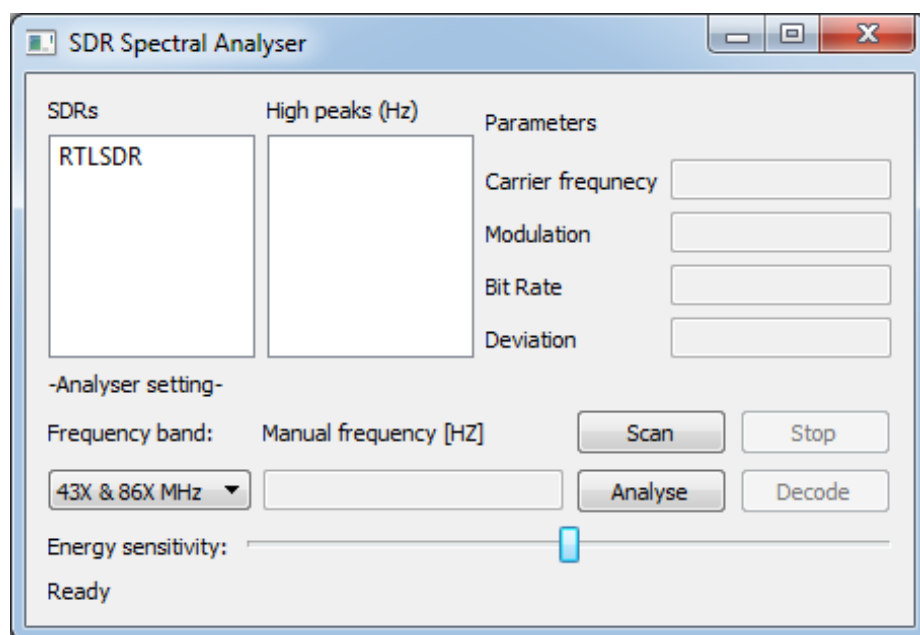 SDR Spectral Analyser
SDRs
High peaks (Hz)
Parameters
RTLSDR
Carrier frequnecy
Modulation
Bit Rate
Deviation
-Analyser setting-
Frequency band:
Manual frequency [HZ]
Scan
Stop
43X & 86X MHz
Analyse
Decode
Energy sensitivity:
Ready